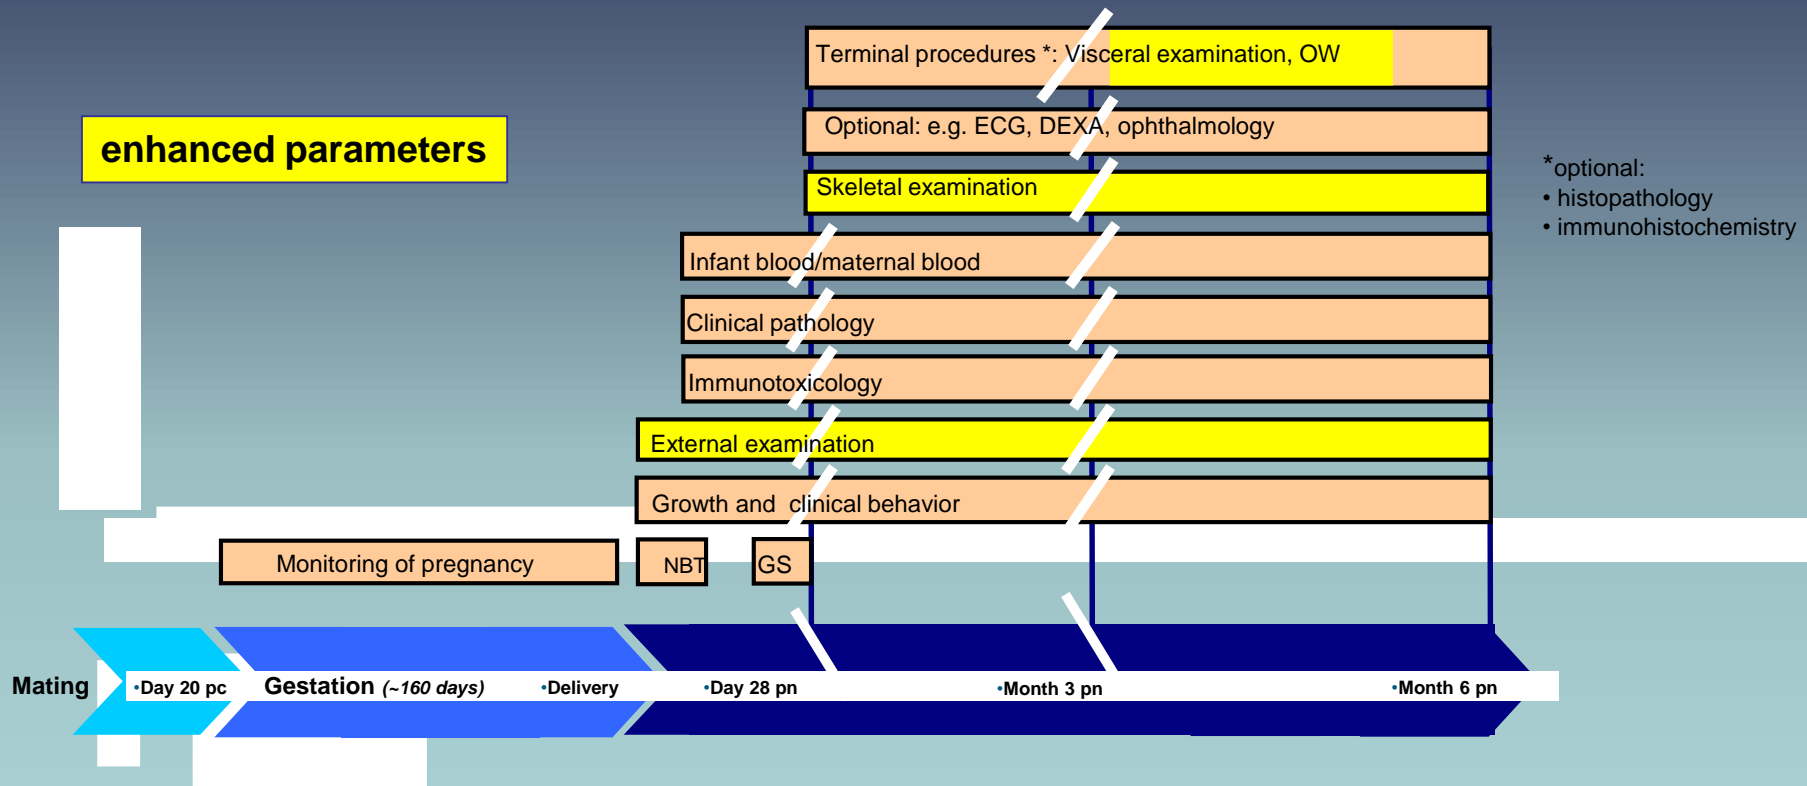 Terminal procedures *: Visceral examination, OW
enhanced parameters
Optional: e.g. ECG, DEXA, ophthalmology
Skeletal examination
*optional:
• histopathology
• immunohistochemistry
Infant blood/maternal blood
Clinical pathology
Immunotoxicology
External examination
Growth and clinical behavior
Monitoring of pregnancy
NBT
GS
Mating
•Day 20 pc
Gestation (~160 days)
•Delivery
•Day 28 pn
•Month 3 pn
•Month 6 pn